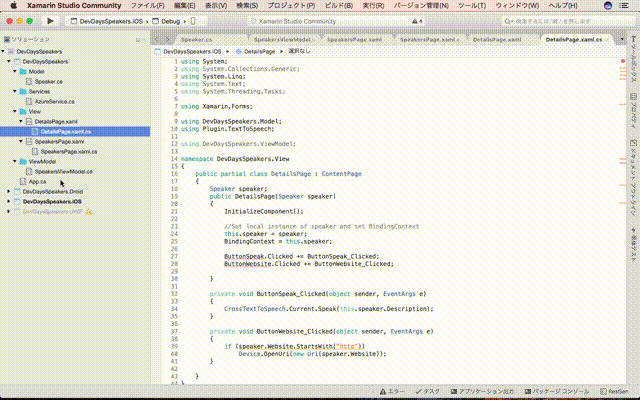 Xamarin Studio Community ファイル(F) 編集(E) 表示(V) 検索(S) プロジェクト(P) ビルド(B) 実行(R) バージョン管理(N) ツール(T) ウィンドウ(W) ヘルプ(H)
DevDaysSpeakers.iOS Debug Xamarin Studio Community 4
ソリューション
Speaker.cs SpeakersViewModel. SpeakersPage.xaml SpeakersPage.xaml.c DetailsPage.xaml DetailsPage.xaml.cs
DevDaysSpeakers.iOS DetailsPage 選択なし
DevDaysSpeakers
DevDaysSpeakers
Model
Speaker.cs
Services
AzureService.cs
View
DetailsPage.xaml
DetailsPage.xaml.cs
SpeakersPage.xaml
SpeakersPage.xaml.cs
ViewModel
SpeakersViewModel.cs
App.cs
DevDaysSpeakers.Droid
DevDaysSpeakers.iOS
DevDaysSpeakers.UWP
1 using System;
2 using System.Collections.Generic;
3 using System.Linq;
4 using System.Text;
5 using System.Threading.Tasks;
6
7 using Xamarin.Forms;
8
9 using DevDaysSpeakers.Model;
10 using Plugin.TextToSpeech;
11
12 using DevDaysSpeakers.ViewModel;
13
14 namespace DevDaysSpeakers.View
15 {
16 public partial class DetailsPage : ContentPage
17 {
18 Speaker speaker;
19 public DetailsPage(Speaker speaker)
20 {
21 InitializeComponent();
22
23 //Set local instance of speaker and set BindingContext
24 this.speaker = speaker;
25 BindingContext = this.speaker;
26
27 ButtonSpeak.Clicked += ButtonSpeak_Clicked;
28 ButtonWebsite.Clicked += ButtonWebsite_Clicked;
29
30 }
31
32 private void ButtonSpeak_Clicked(object sender, EventArgs e)
33 {
34 CrossTextToSpeech.Current.Speak(this.speaker.Description);
35 }
36
37 private void ButtonWebsite_Clicked(object sender, EventArgs e)
38 {
39 if (speaker.Website.StartsWith("http"))
40 Device.OpenUri(new Uri(speaker.Website));
41 }
42
43 }
44 }
ツールボックス
プロパティ
ドキュメント アウトライン
単体テスト
エラー タスク アプリケーション出力 パッケージ コンソール RegGen